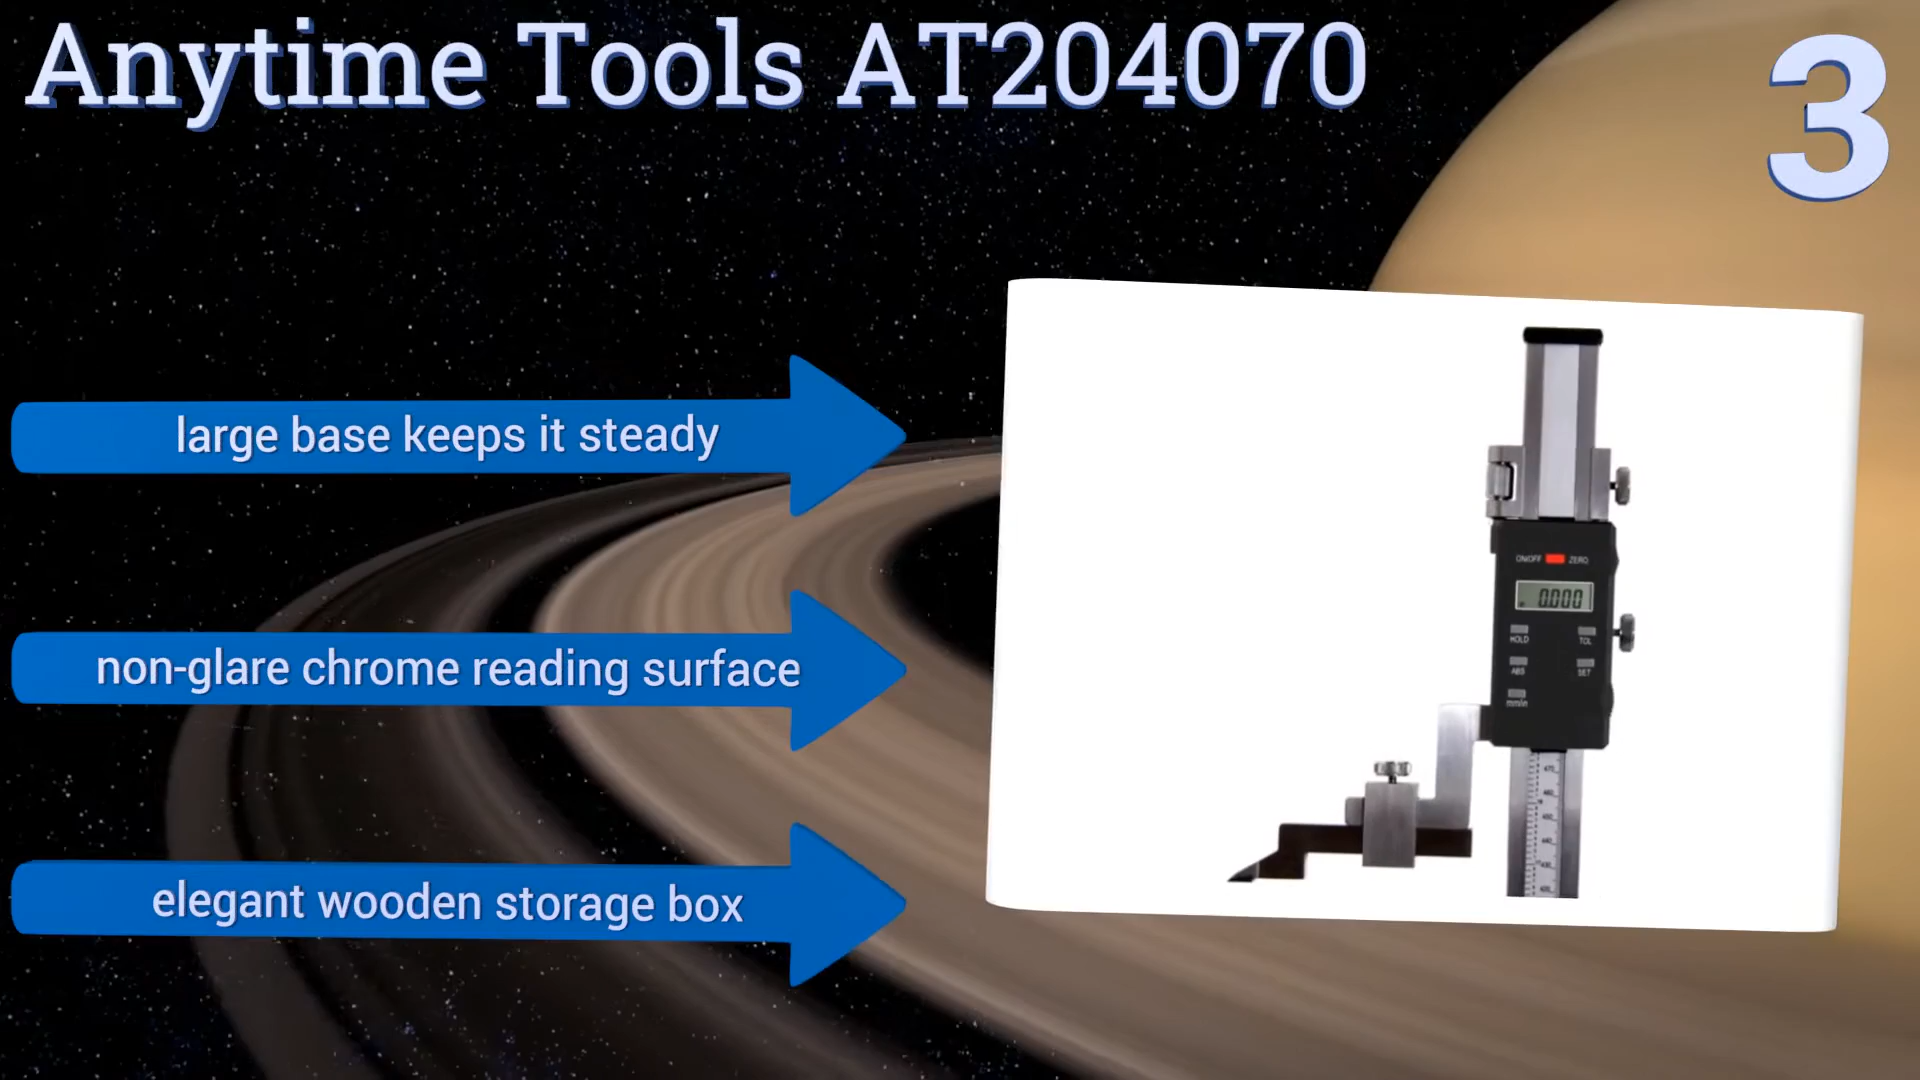 Anytime Tools AT204070
3
large base keeps it steady
non-glare chrome reading surface
elegant wooden storage box
ON/OFF ZERO
0.000
HOLD TOL
ABS SET
mm/in